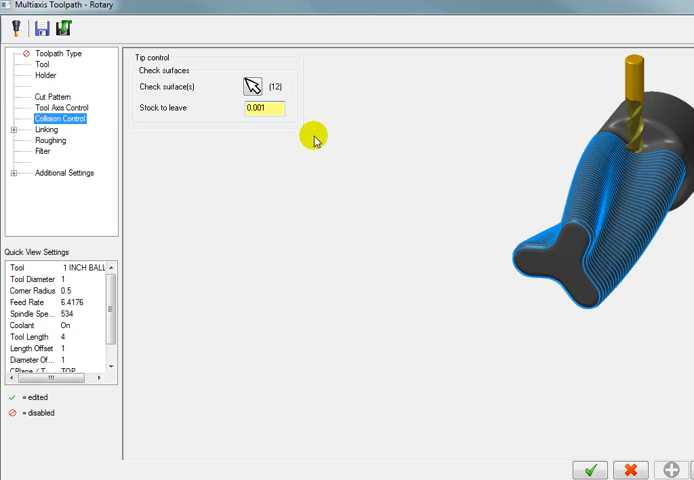 Multiaxis Toolpath - Rotary
Toolpath Type
Tool
Holder
Cut Pattern
Tool Axis Control
Collision Control
Linking
Roughing
Filter
Additional Settings
Tip control
Check surfaces
Check surface(s) (12)
Stock to leave 0.001
Quick View Settings
Tool 1 INCH BALL
Tool Diameter 1
Corner Radius 0.5
Feed Rate 6.4176
Spindle Spe... 534
Coolant On
Tool Length 4
Length Offset 1
Diameter Of... 1
CPlane / T... TOP
= edited
= disabled